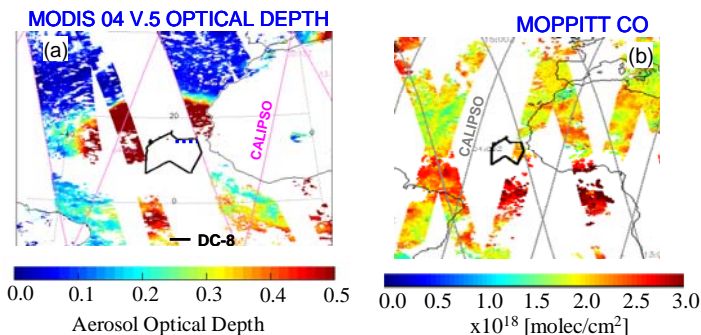 MODIS 04 V.5 OPTICAL DEPTH
MOPPITT CO
(a)
(b)
20
CALIPSO
CALIPSO
0
0
DC-8
0.0 0.1 0.2 0.3 0.4 0.5
Aerosol Optical Depth
0.0 0.5 1.0 1.5 2.0 2.5 3.0
x10¹⁸ [molec/cm²]